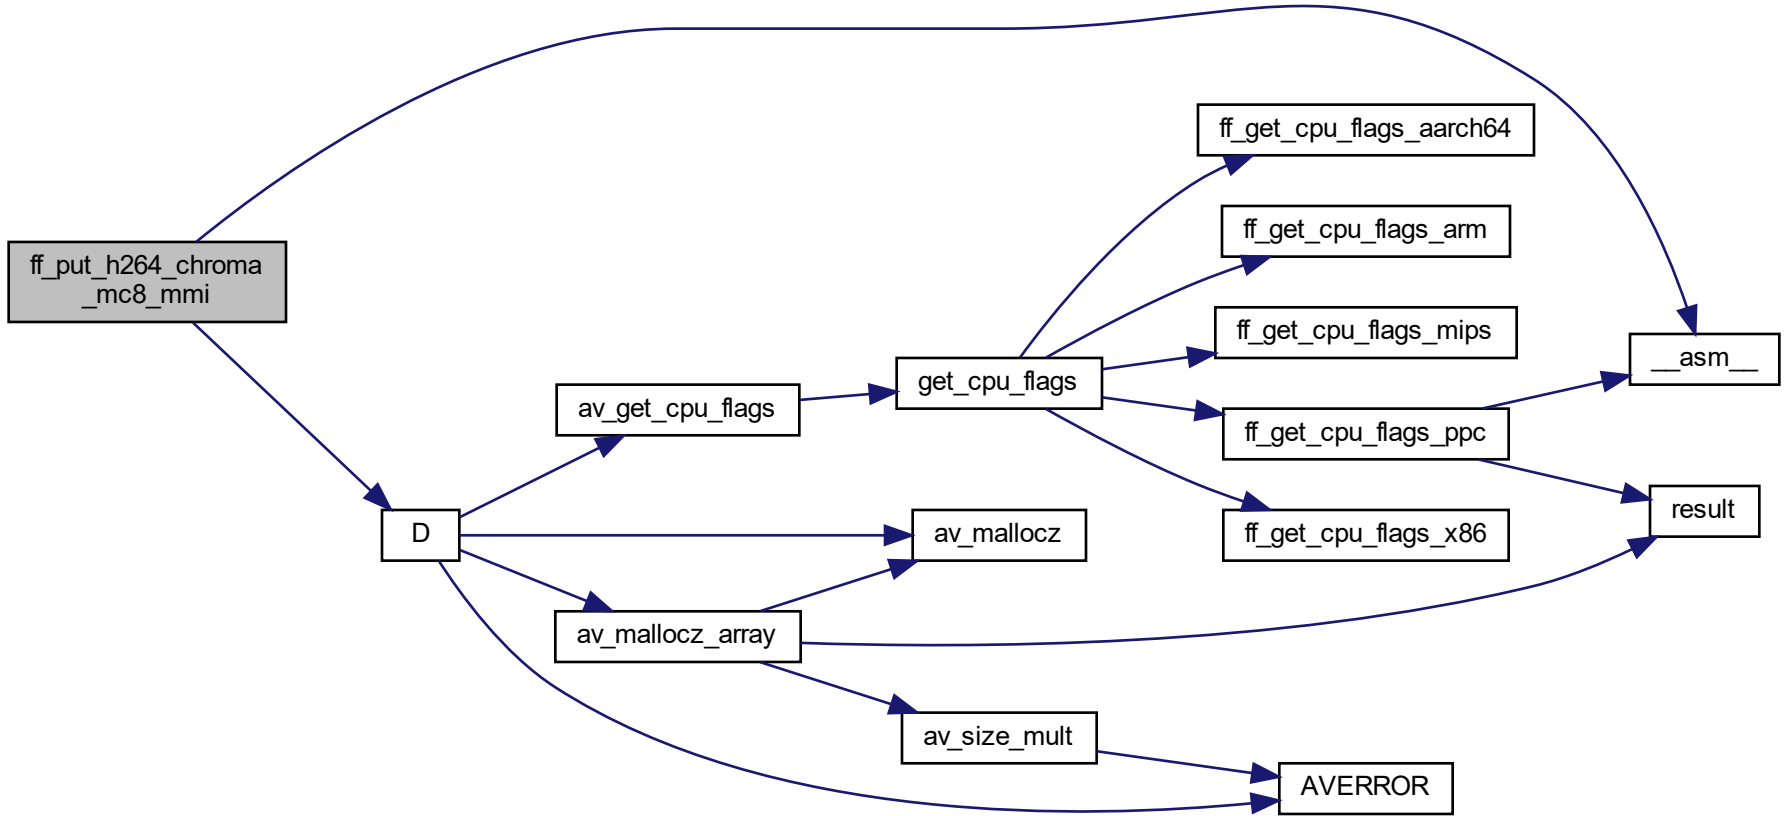 ff_put_h264_chroma
_mc8_mmi
D
av_get_cpu_flags
av_mallocz_array
get_cpu_flags
av_mallocz
av_size_mult
ff_get_cpu_flags_aarch64
ff_get_cpu_flags_arm
ff_get_cpu_flags_mips
ff_get_cpu_flags_ppc
ff_get_cpu_flags_x86
AVERROR
__asm__
result